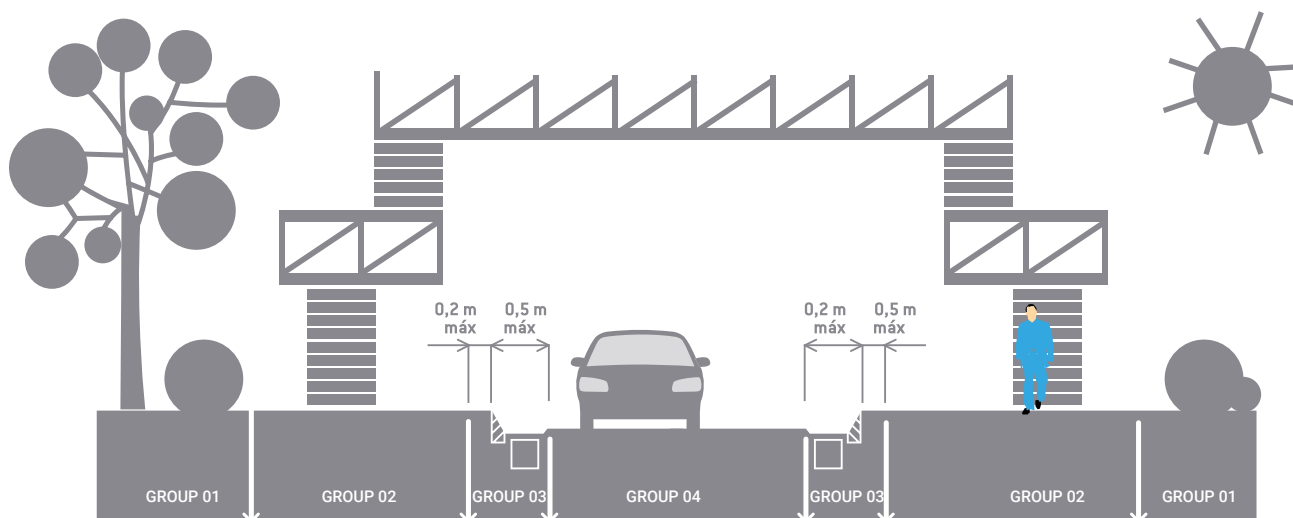 0,2 m
máx
0,5 m
máx
0,2 m
máx
0,5 m
máx
GROUP 01
GROUP 02
GROUP 03
GROUP 04
GROUP 03
GROUP 02
GROUP 01